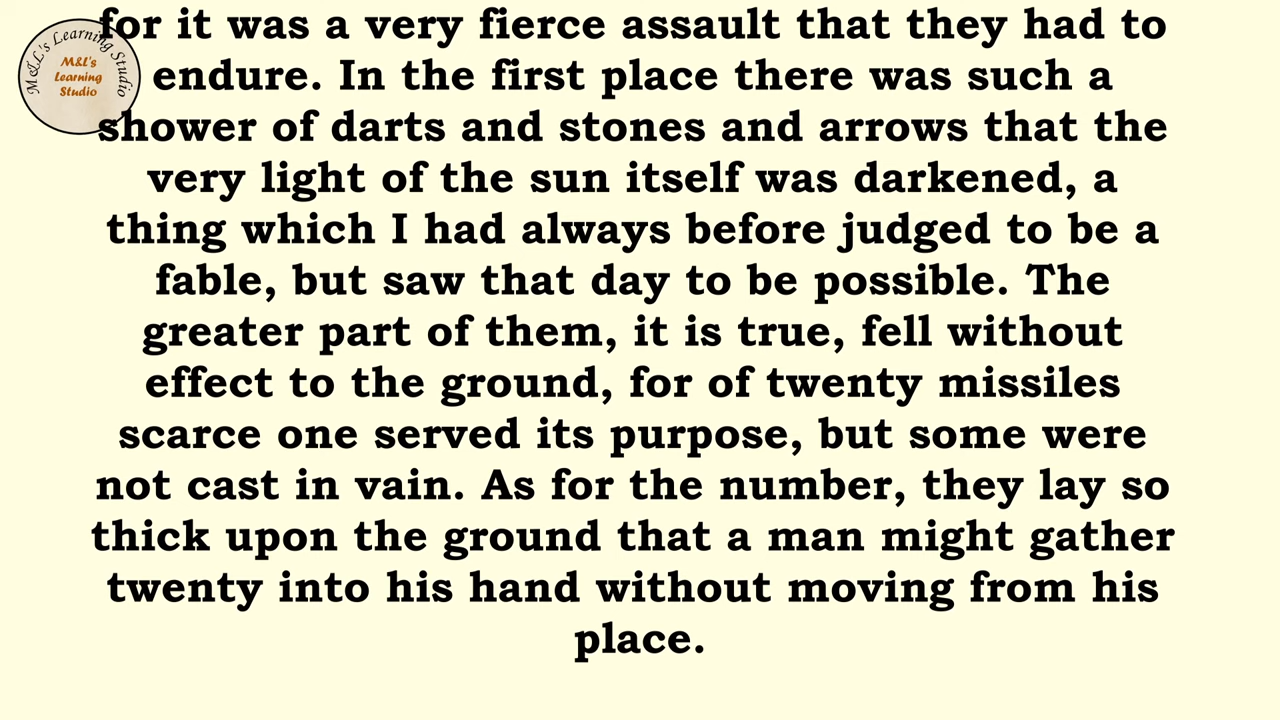 for it was a very fierce assault that they had to
endure. In the first place there was such a
shower of darts and stones and arrows that the
very light of the sun itself was darkened, a
thing which I had always before judged to be a
fable, but saw that day to be possible. The
greater part of them, it is true, fell without
effect to the ground, for of twenty missiles
scarce one served its purpose, but some were
not cast in vain. As for the number, they lay so
thick upon the ground that a man might gather
twenty into his hand without moving from his
place.
M&L's Learning Studio
M&L's
Learning
Studio